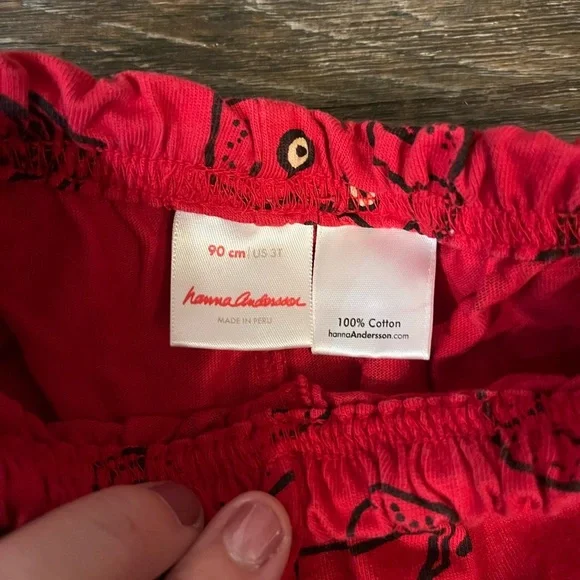 90 cm | US 3T
hanna Andersson
MADE IN PERU
100% Cotton
hannaAndersson.com